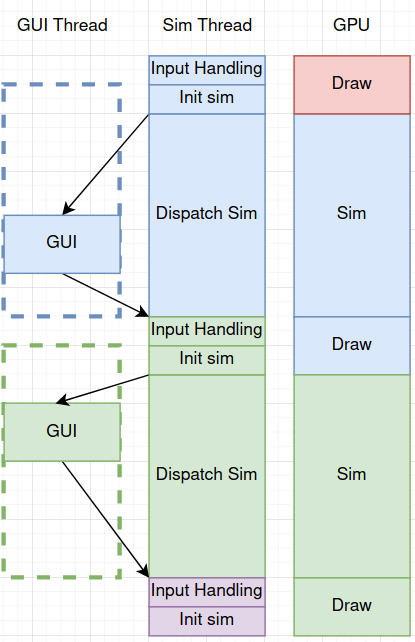 GUI Thread
Sim Thread
GPU
Input Handling
Draw
Init sim
Dispatch Sim
Sim
GUI
Input Handling
Draw
Init sim
GUI
Dispatch Sim
Sim
Input Handling
Draw
Init sim